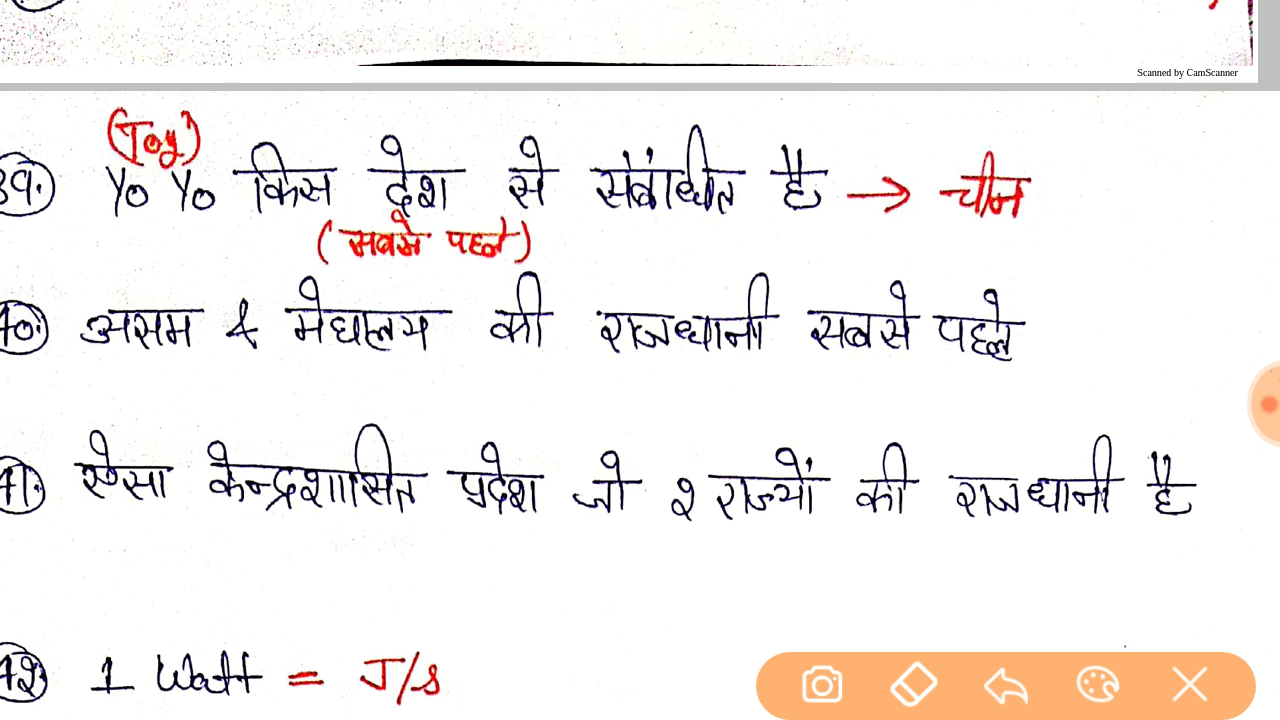 Scanned by CamScanner
(Toy)
39. Yo Yo किस देश से संबंधीत है → चीन
(सबसे पहले)
40. असम & मेघालय की राजधानी सबसे पहले
41. ऐसा केन्द्रशासित प्रदेश जो २ राज्यों की राजधानी है
42. 1 Watt = J/s